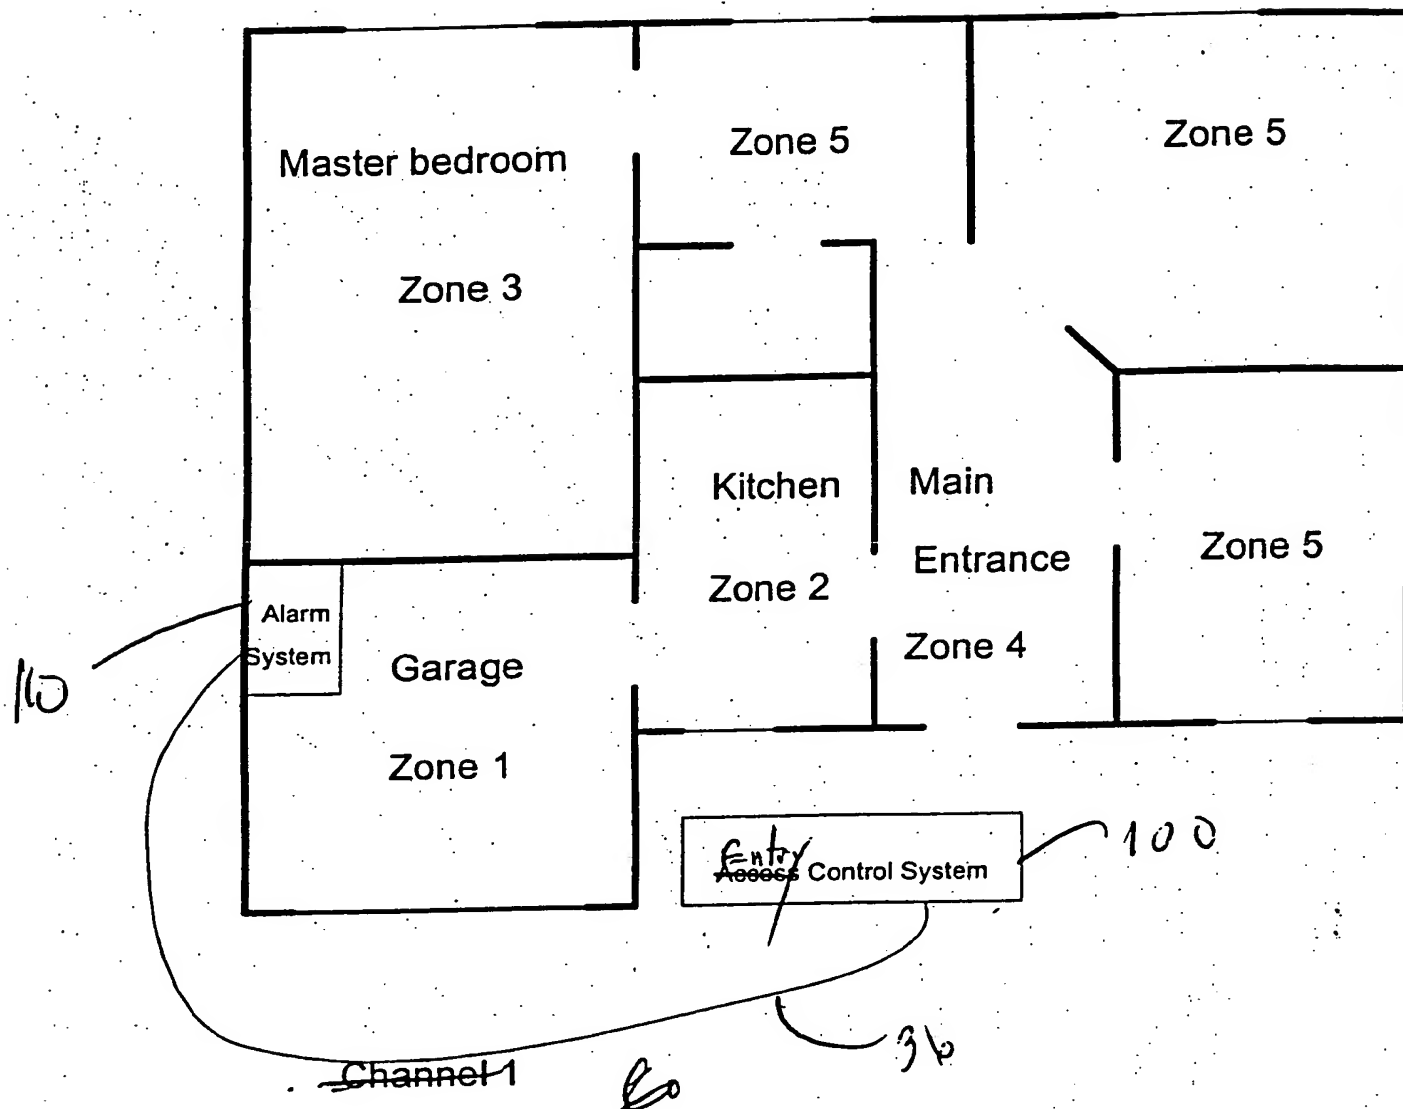 Zone 5
Zone 5
Master bedroom
Zone 3
Kitchen
Main
Entrance
Zone 5
Zone 2
Alarm
System
Zone 4
Garage
110
Zone 1
100
Entry
Access Control System
36
Channel 1